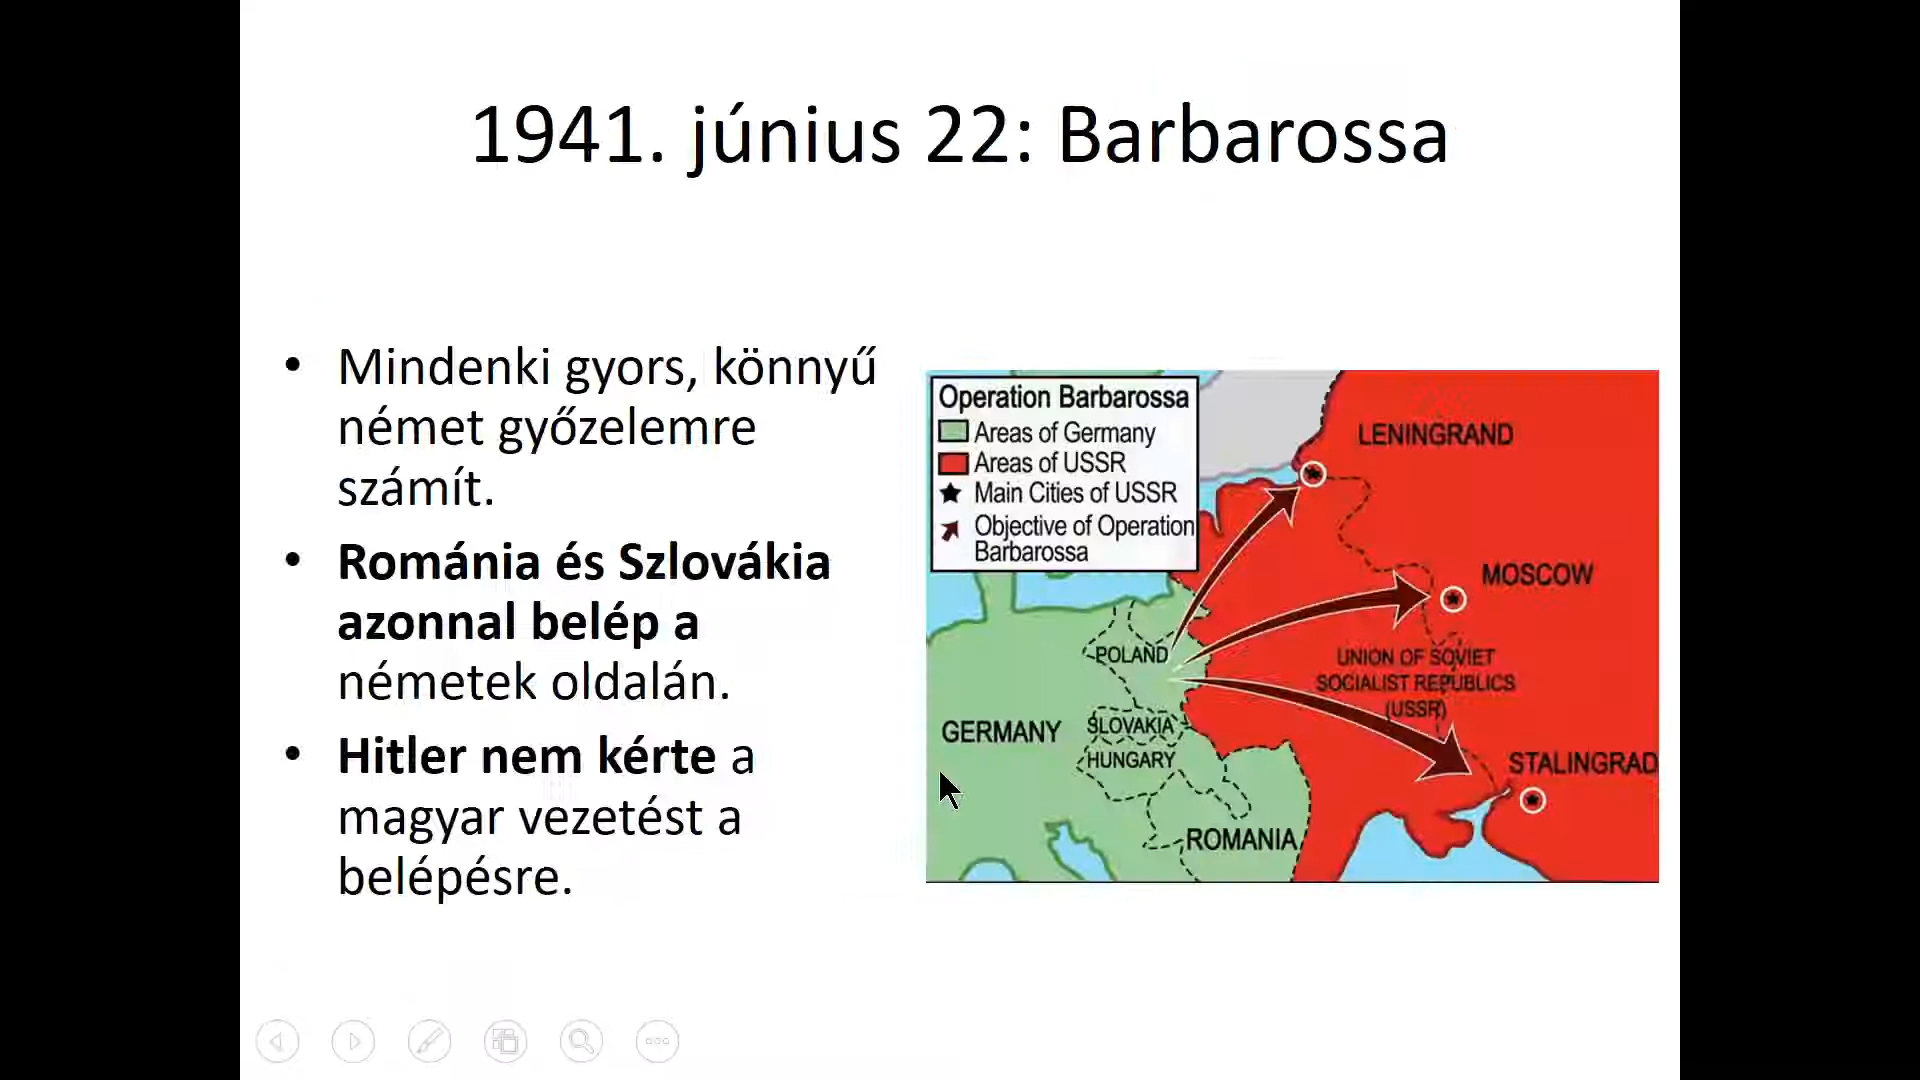 1941. június 22: Barbarossa
• Mindenki gyors, könnyű
német győzelemre
számít.
• Románia és Szlovákia
azonnal belép a
németek oldalán.
• Hitler nem kérte a
magyar vezetést a
belépésre.
Operation Barbarossa
Areas of Germany
Areas of USSR
Main Cities of USSR
Objective of Operation
Barbarossa
LENINGRAND
MOSCOW
POLAND
UNION OF SOVIET
SOCIALIST REPUBLICS
(USSR)
GERMANY
SLOVAKIA
HUNGARY
STALINGRAD
ROMANIA